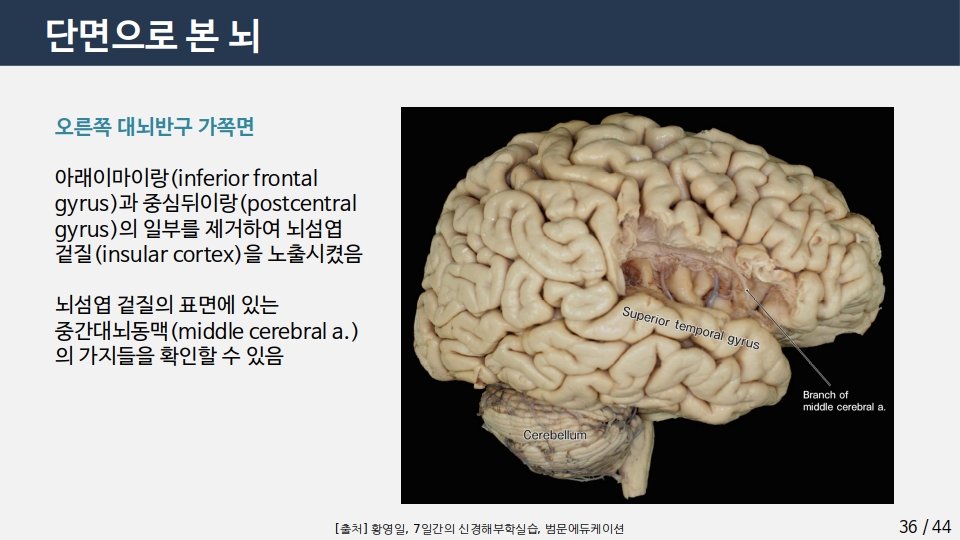 단면으로 본 뇌
오른쪽 대뇌반구 가쪽면
아래이마이랑(inferior frontal
gyrus)과 중심뒤이랑(postcentral
gyrus)의 일부를 제거하여 뇌섬엽
겉질(insular cortex)을 노출시켰음
뇌섬엽 겉질의 표면에 있는
중간대뇌동맥(middle cerebral a.)
의 가지들을 확인할 수 있음
Superior temporal gyrus
Branch of
middle cerebral a.
Cerebellum
[출처] 황영일, 7일간의 신경해부학실습, 범문에듀케이션
36 / 44